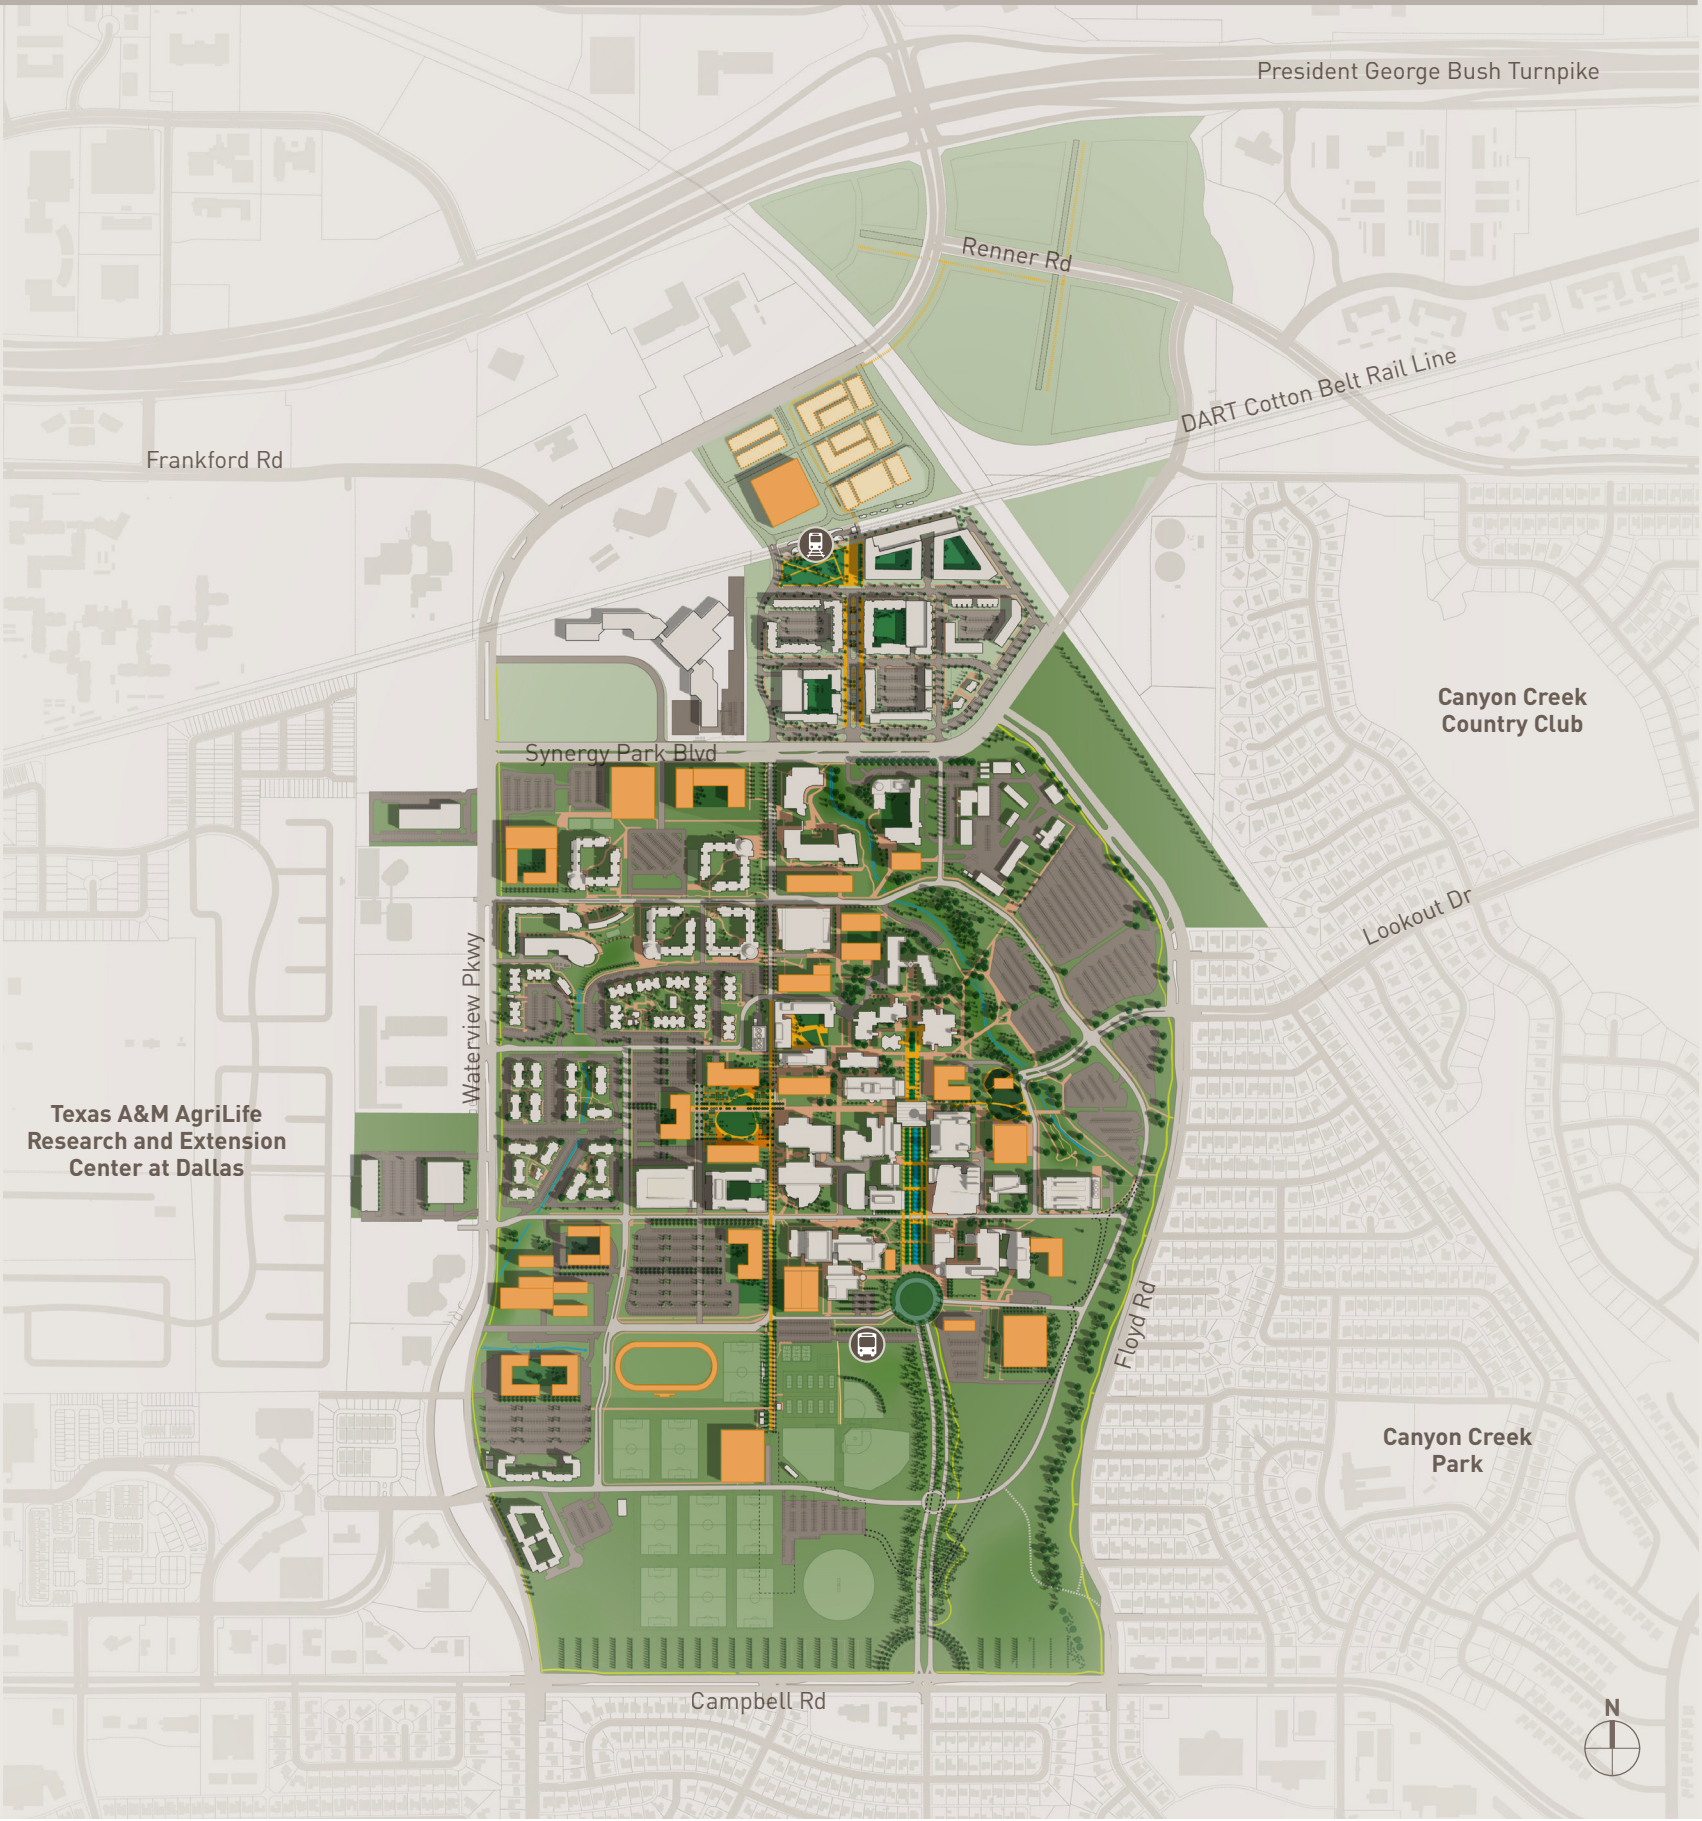 President George Bush Turnpike
Renner Rd
DART Cotton Belt Rail Line
Frankford Rd
Canyon Creek
Country Club
Synergy Park Blvd
Lookout Dr
Waterview Pkwy
Texas A&M AgriLife
Research and Extension
Center at Dallas
Floyd Rd
Canyon Creek
Park
Campbell Rd
N